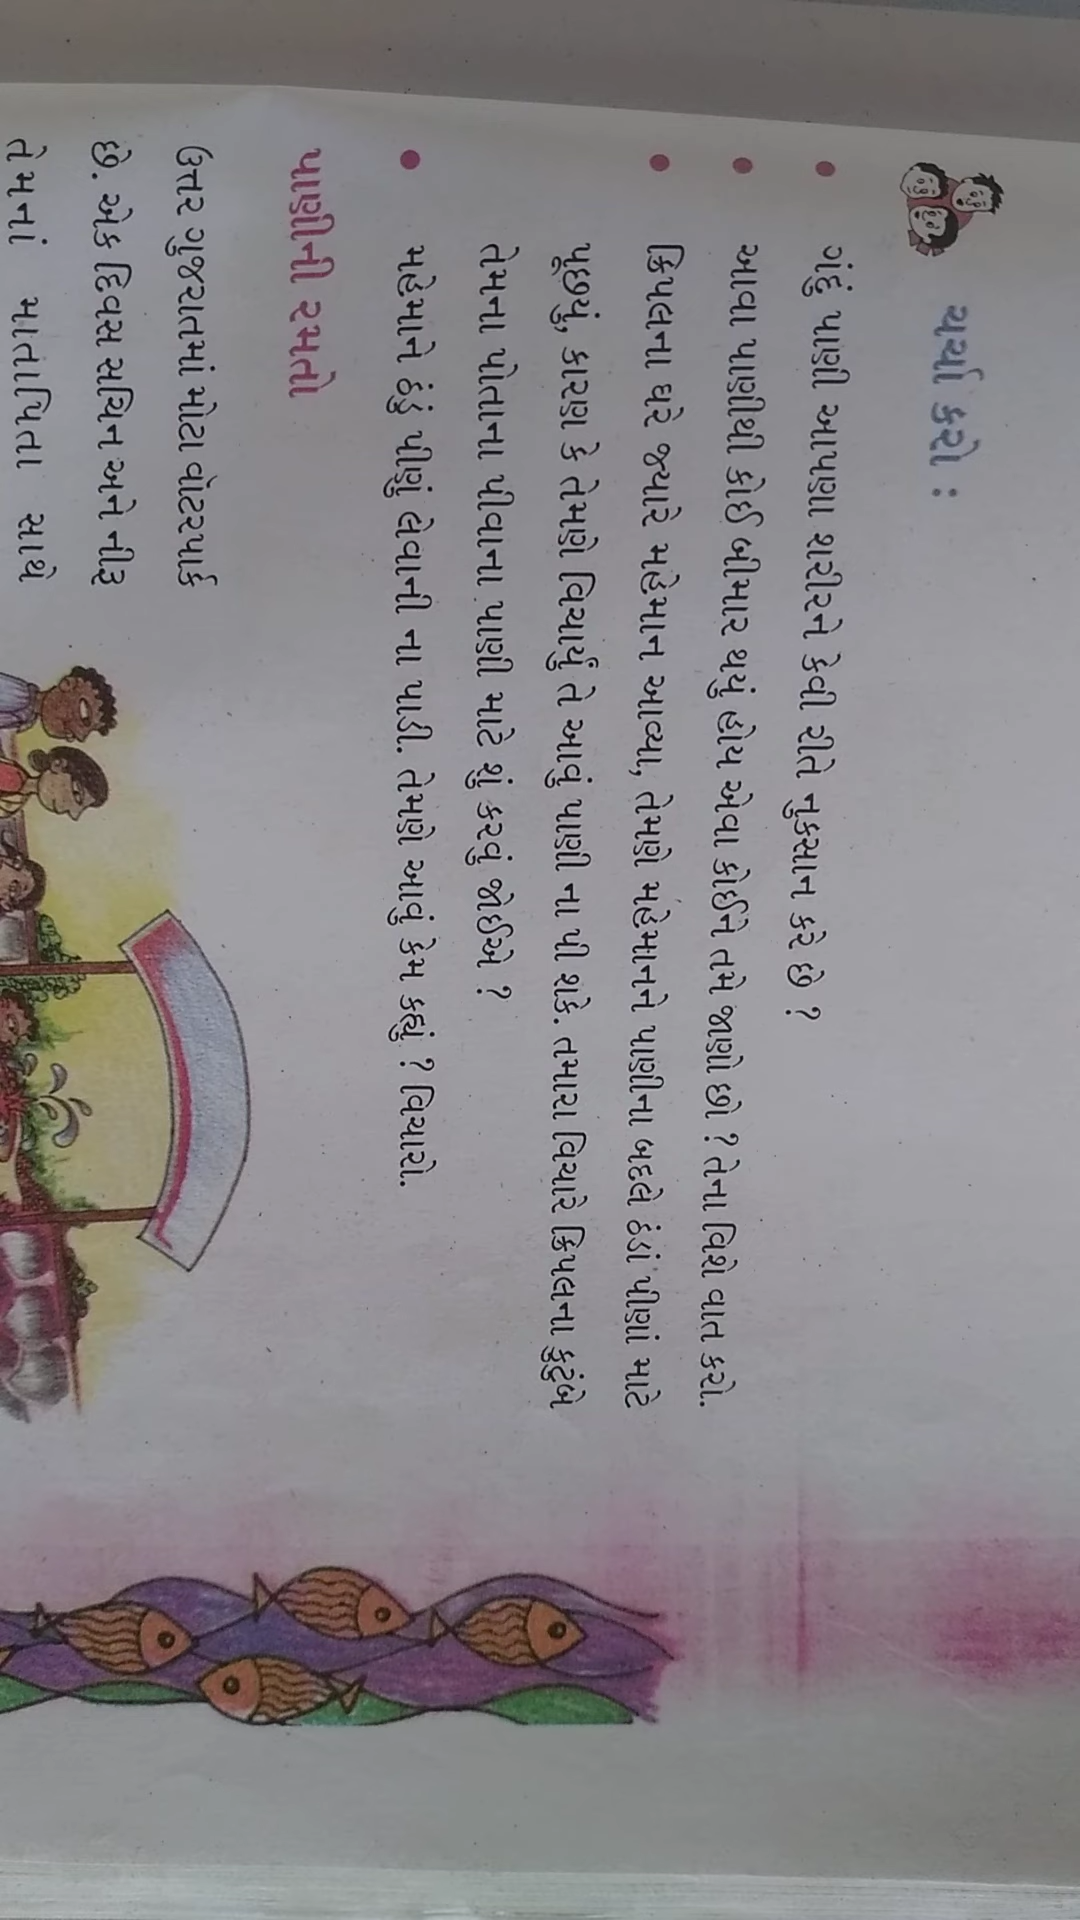 ચર્ચા કરો :
• ગંદું પાણી આપણા શરીરને કેવી રીતે નુકસાન કરે છે ?
• આવા પાણીથી કોઈ બીમાર થયું હોય એવા કોઈને તમે જાણો છો ? તેના વિશે વાત કરો.
• ક્રિપલના ઘરે જ્યારે મહેમાન આવ્યા, તેમણે મહેમાનને પાણીના બદલે ઠંડાં પીણાં માટે
પૂછ્યું, કારણ કે તેમણે વિચાર્યું તે આવું પાણી ના પી શકે. તમારા વિચારે ક્રિપલના કુટુંબે
તેમના પોતાના પીવાના પાણી માટે શું કરવું જોઈએ ?
• મહેમાને ઠંડું પીણું લેવાની ના પાડી. તેમણે આવું કેમ કહ્યું ? વિચારો.
પાણીની રમતો
ઉત્તર ગુજરાતમાં મોટા વૉટરપાર્ક
છે. એક દિવસ સચિન અને નીરૂ
તેમનાં માતાપિતા સાથે